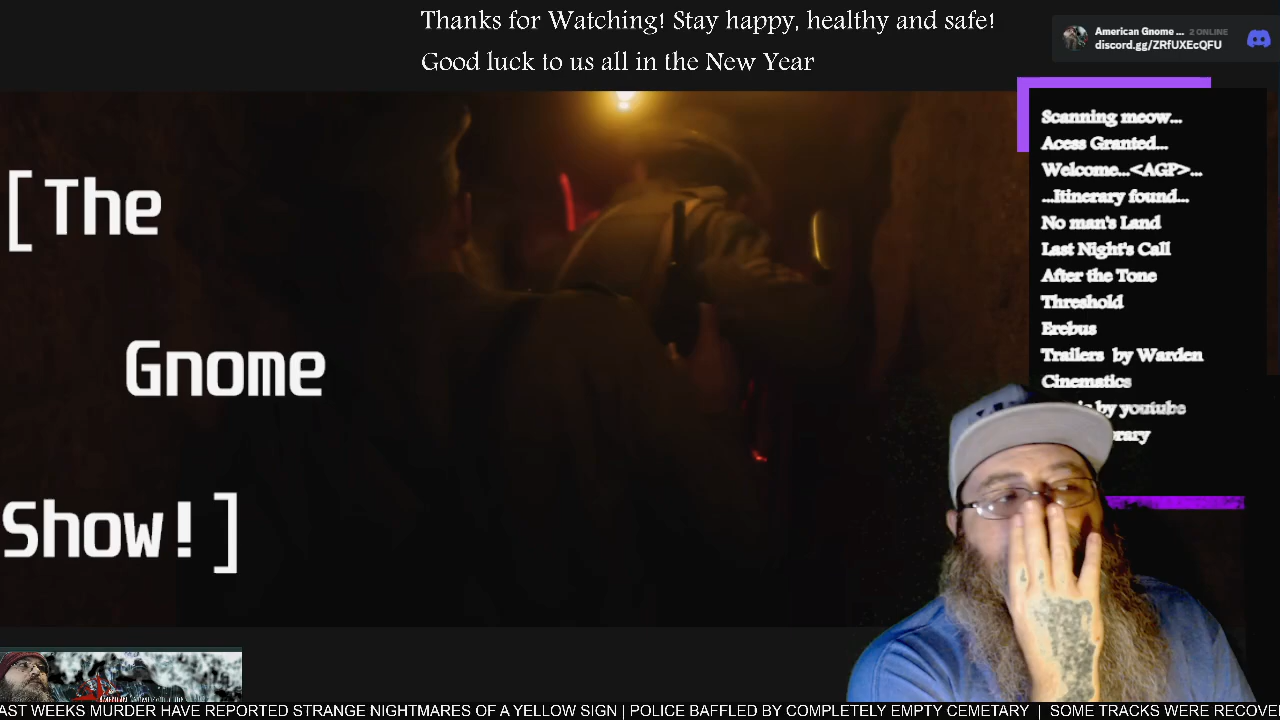 Thanks for Watching! Stay happy, healthy and safe!
Good luck to us all in the New Year
American Gnome ... 2 ONLINE
discord.gg/ZRfUXEcQFU
[The
Gnome
Show!]
Scanning meow...
Acess Granted...
Welcome...<AGP>...
...Itinerary found...
No man's Land
Last Night's Call
After the Tone
Threshold
Erebus
Trailers by Warden
Cinematics
by youtube
AST WEEKS MURDER HAVE REPORTED STRANGE NIGHTMARES OF A YELLOW SIGN | POLICE BAFFLED BY COMPLETELY EMPTY CEMETARY | SOME TRACKS WERE RECOVE